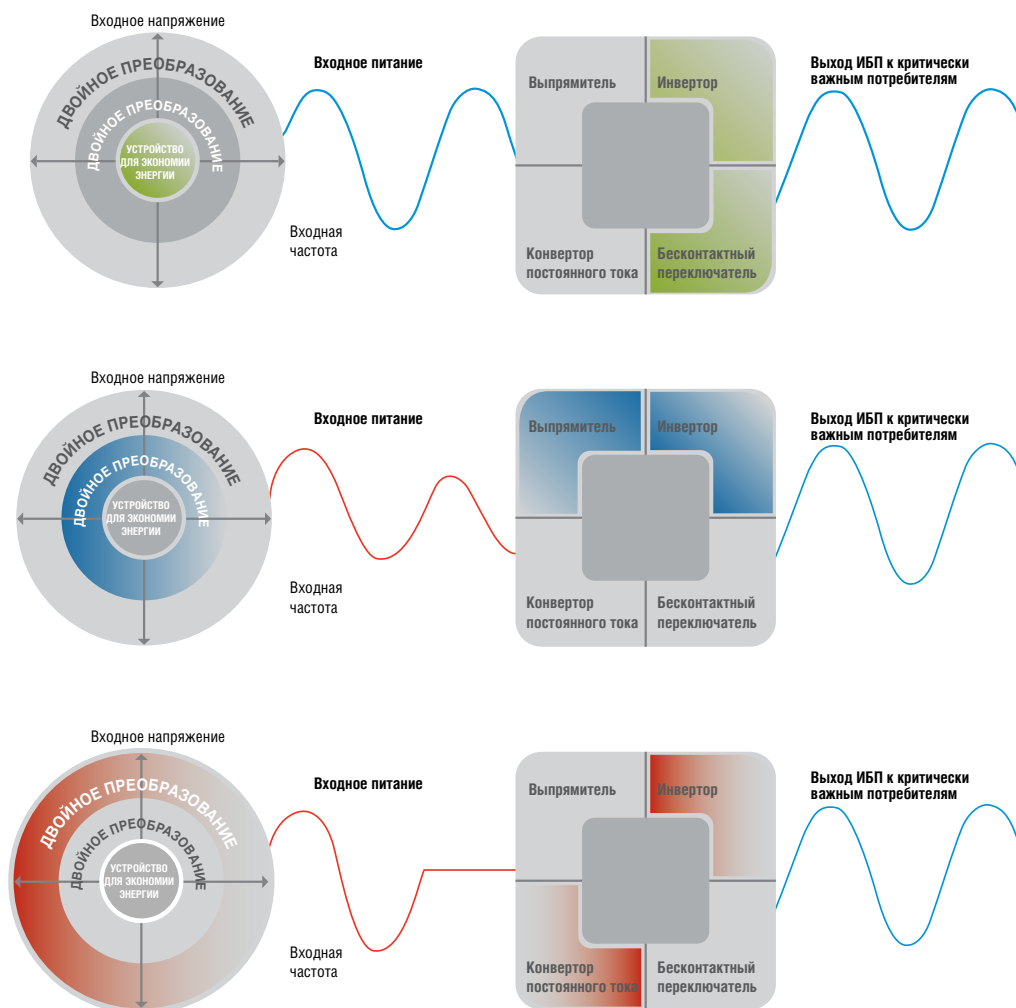 Входное напряжение
ДВОЙНОЕ ПРЕОБРАЗОВАНИЕ
ДВОЙНОЕ ПРЕОБРАЗОВАНИЕ
УСТРОЙСТВО
ДЛЯ ЭКОНОМИИ
ЭНЕРГИИ
Входная
частота
Входное питание
Выпрямитель
Инвертор
Конвертор
постоянного тока
Бесконтактный
переключатель
Выход ИБП к критически
важным потребителям
Входное напряжение
ДВОЙНОЕ ПРЕОБРАЗОВАНИЕ
ДВОЙНОЕ ПРЕОБРАЗОВАНИЕ
УСТРОЙСТВО
ДЛЯ ЭКОНОМИИ
ЭНЕРГИИ
Входная
частота
Входное питание
Выпрямитель
Инвертор
Конвертор
постоянного тока
Бесконтактный
переключатель
Выход ИБП к критически
важным потребителям
Входное напряжение
ДВОЙНОЕ ПРЕОБРАЗОВАНИЕ
ДВОЙНОЕ ПРЕОБРАЗОВАНИЕ
УСТРОЙСТВО
ДЛЯ ЭКОНОМИИ
ЭНЕРГИИ
Входная
частота
Входное питание
Выпрямитель
Инвертор
Конвертор
постоянного тока
Бесконтактный
переключатель
Выход ИБП к критически
важным потребителям